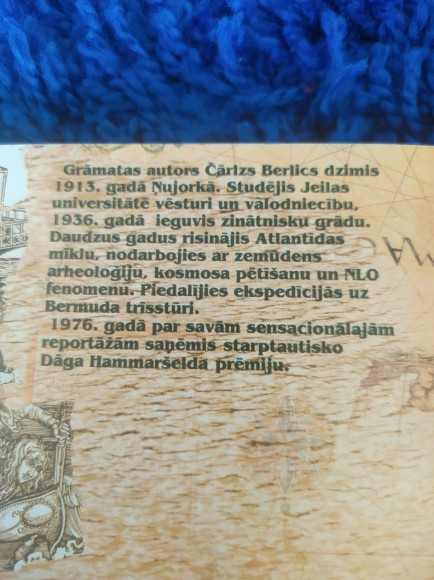 Grāmatas autors Čārlzs Berlics dzimis
1913. gadā Ņujorkā. Studējis Jeilas
universitātē vēsturi un valodniecību,
1936. gadā ieguvis zinātnisku grādu.
Daudzus gadus risinājis Atlantīdas
mīklu, nodarbojies ar zemūdens
arheoloģiju, kosmosa pētīšanu un NLO
fenomenu. Piedalījies ekspedīcijās uz
Bermuda trīsstūri.
1976. gadā par savām sensacionālajām
reportāžām saņēmis starptautisko
Dāga Hammaršelda prēmiju.